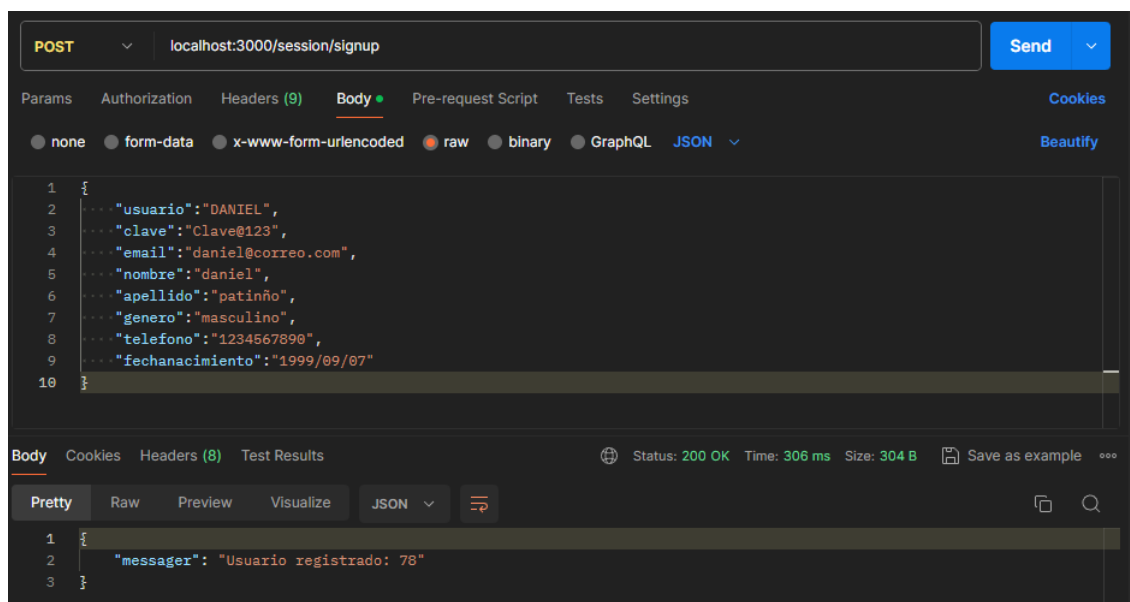 POST localhost:3000/session/signup Send
Params Authorization Headers (9) Body Pre-request Script Tests Settings Cookies
none form-data x-www-form-urlencoded raw binary GraphQL JSON Beautify
1 {
2 "usuario":"DANIEL",
3 "clave":"Clave@123",
4 "email":"daniel@correo.com",
5 "nombre":"daniel",
6 "apellido":"patinño",
7 "genero":"masculino",
8 "telefono":"1234567890",
9 "fechanacimiento":"1999/09/07"
10 }
Body Cookies Headers (8) Test Results Status: 200 OK Time: 306 ms Size: 304 B Save as example
Pretty Raw Preview Visualize JSON
1 {
2 "messager": "Usuario registrado: 78"
3 }